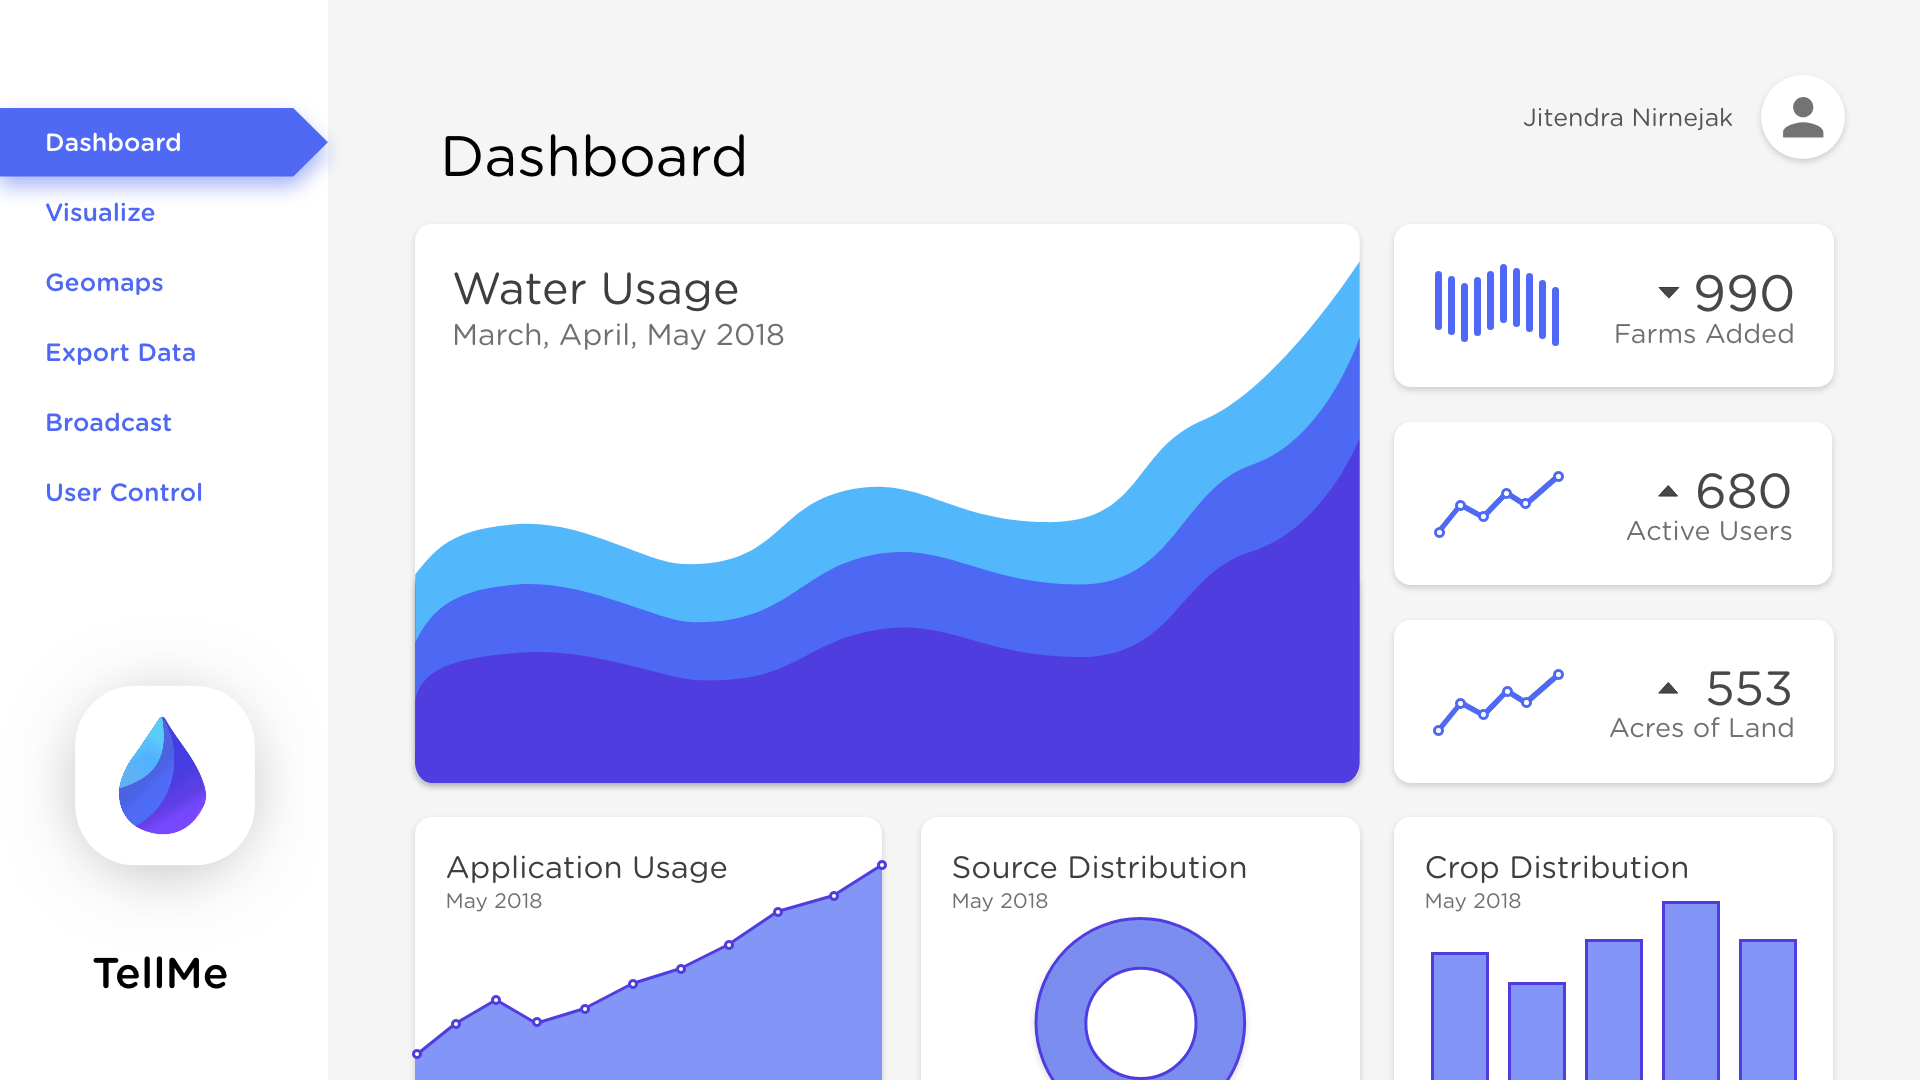 Dashboard
Visualize
Geomaps
Export Data
Broadcast
User Control
TellMe
Jitendra Nirnejak
Dashboard
Water Usage
March, April, May 2018
990
Farms Added
680
Active Users
553
Acres of Land
Application Usage
May 2018
Source Distribution
May 2018
Crop Distribution
May 2018